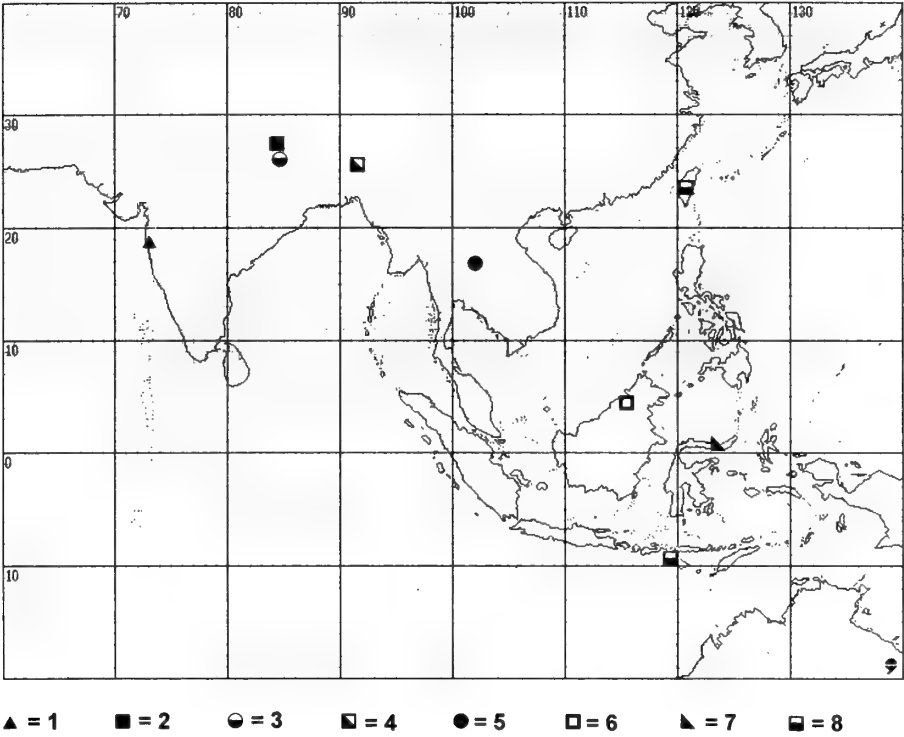 70 80 90 100 110 120 130
30
20
10
0
10
▲ = 1 ■ = 2 ◒ = 3 ◪ = 4 ● = 5 □ = 6 ◣ = 7 ⬓ = 8